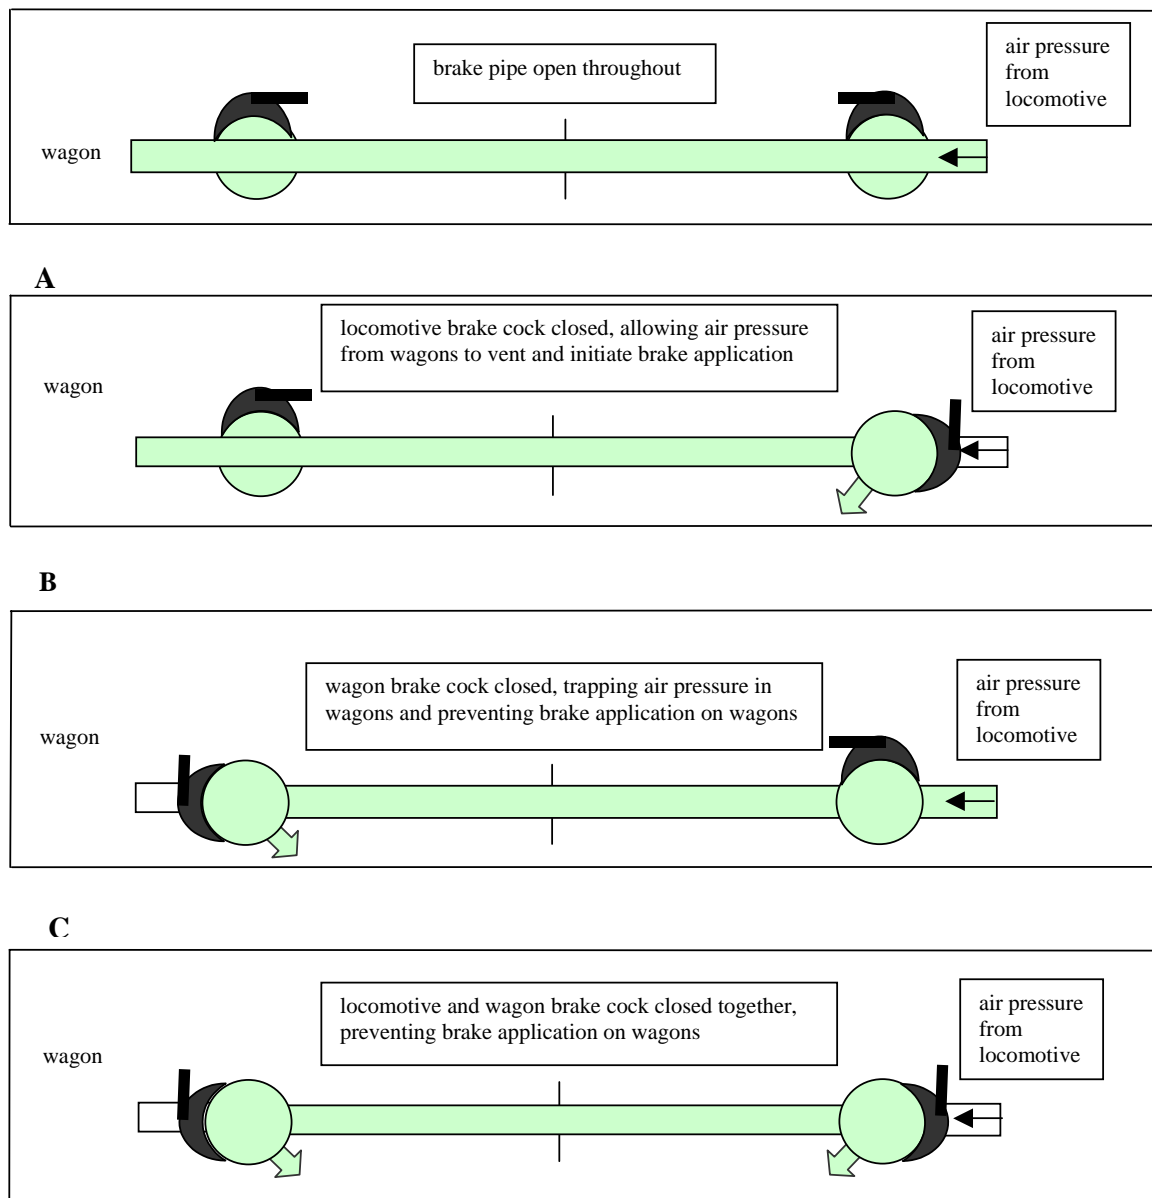 brake pipe open throughout
air pressure
from
locomotive
wagon
A
locomotive brake cock closed, allowing air pressure
from wagons to vent and initiate brake application
air pressure
from
locomotive
wagon
B
wagon brake cock closed, trapping air pressure in
wagons and preventing brake application on wagons
air pressure
from
locomotive
wagon
C
locomotive and wagon brake cock closed together,
preventing brake application on wagons
air pressure
from
locomotive
wagon